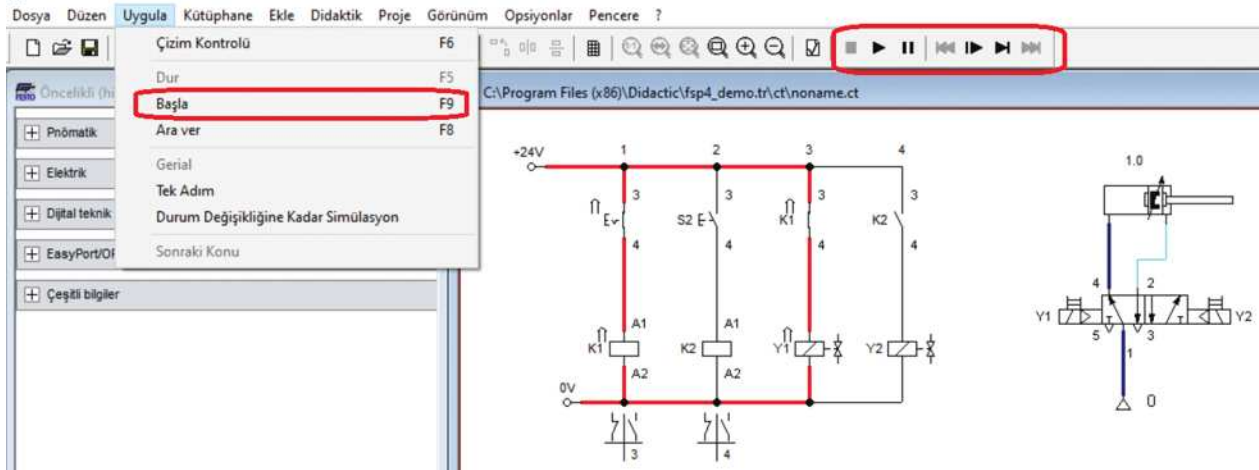 Dosya Düzen Uygula Kütüphane Ekle Didaktik Proje Görünüm Opsiyonlar Pencere ?
Çizim Kontrolü F6
Dur F5
Başla F9
Ara ver F8
Gerial
Tek Adım
Durum Değişikliğine Kadar Simülasyon
Sonraki Konu
FESTO Öncelikli (hi
Pnömatik
Elektrik
Dijital teknik
EasyPort/OP
Çeşitli bilgiler
C:\Program Files (x86)\Didactic\fsp4_demo.tr\ct\noname.ct
+24V 1 2 3 4
3 3 3 3
S2 K1 K2
4 4 4 4
A1 A1
K1 K2 Y1 Y2
A2 A2
0V
3 4
1.0
4 2
Y1 Y2
5 3
1
0